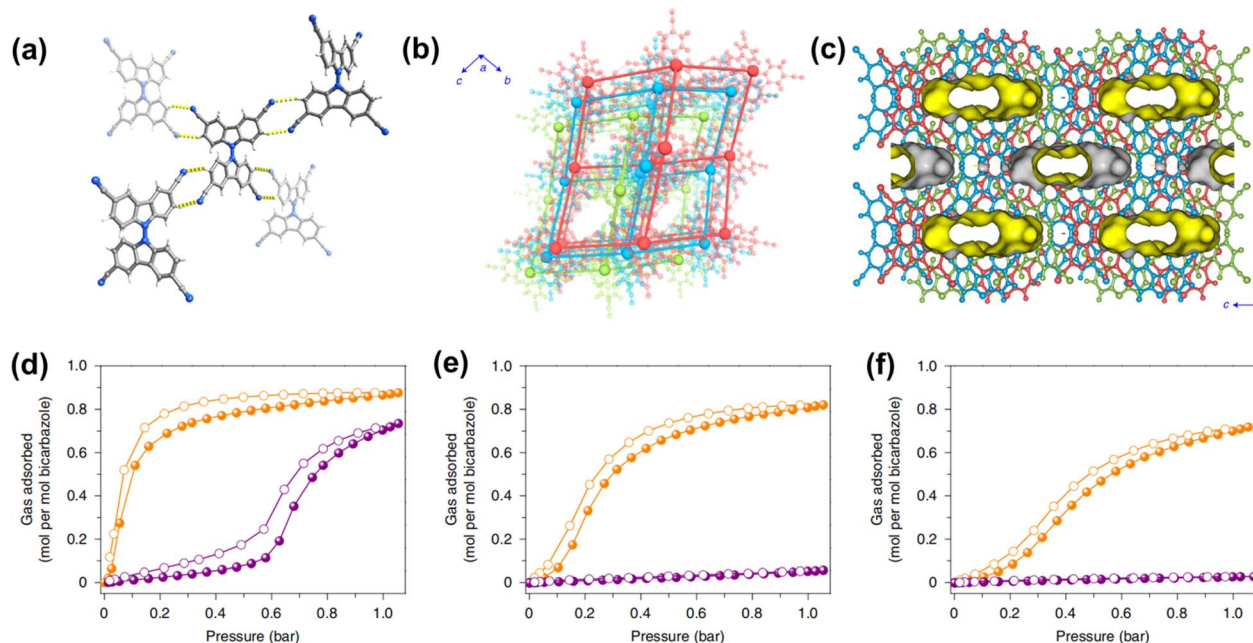 (a)
(b)
(c)
c a b
c
(d)
(e)
(f)
1.0
0.8
0.6
0.4
0.2
0
Gas adsorbed
(mol per mol bicarbazole)
0 0.2 0.4 0.6 0.8 1.0
Pressure (bar)
1.0
0.8
0.6
0.4
0.2
0
Gas adsorbed
(mol per mol bicarbazole)
0 0.2 0.4 0.6 0.8 1.0
Pressure (bar)
1.0
0.8
0.6
0.4
0.2
0
Gas adsorbed
(mol per mol bicarbazole)
0 0.2 0.4 0.6 0.8 1.0
Pressure (bar)